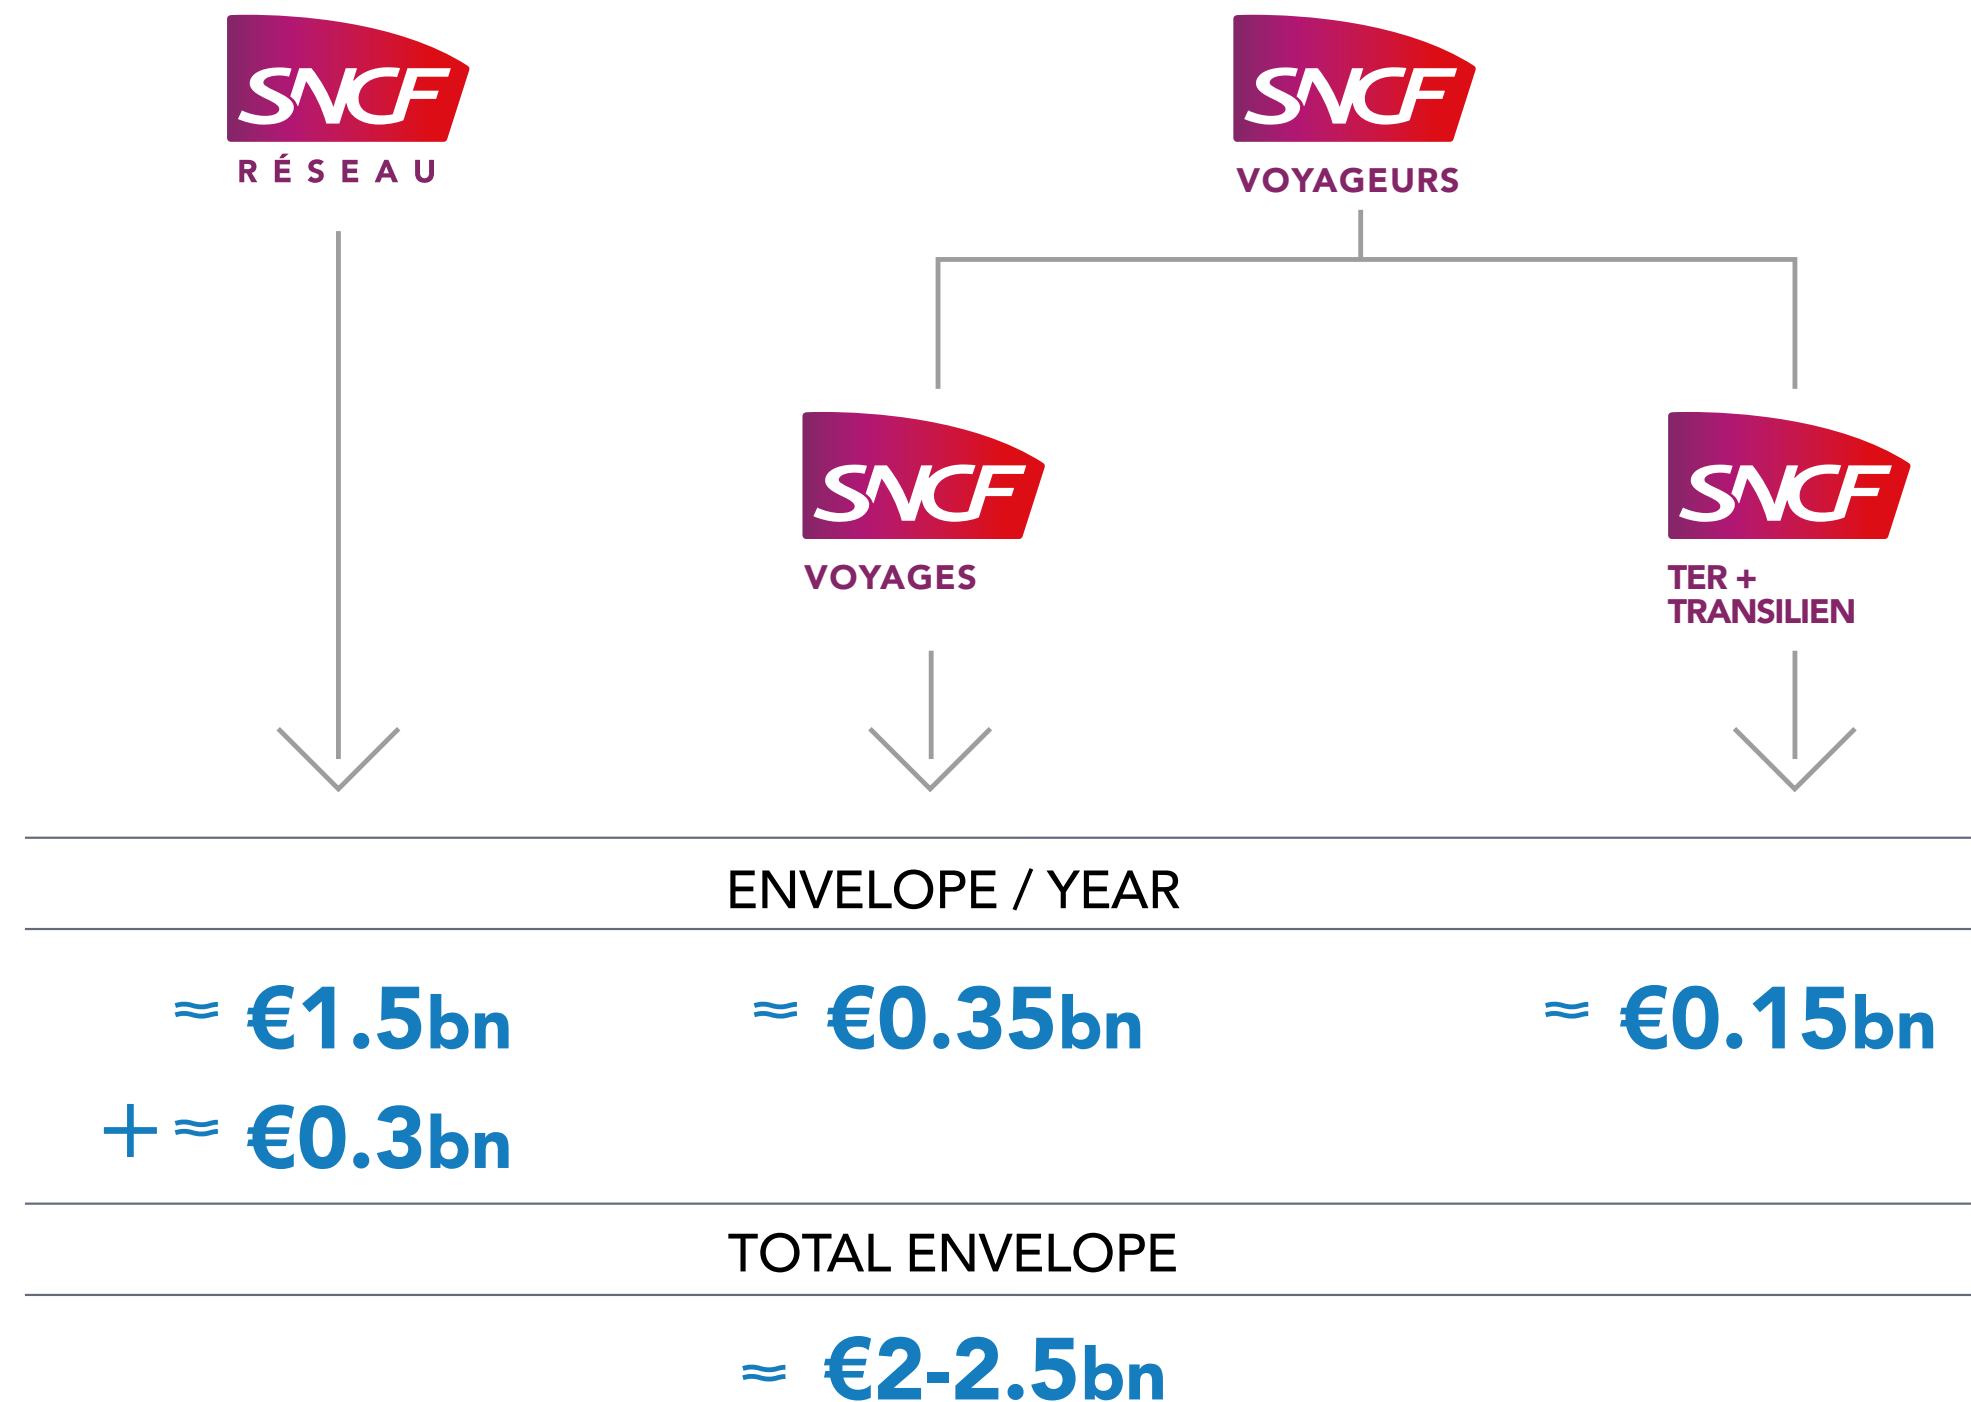 SNCF
RÉSEAU
SNCF
VOYAGEURS
SNCF
VOYAGES
SNCF
TER +
TRANSILIEN
ENVELOPE / YEAR
≈ €1.5bn
≈ €0.35bn
≈ €0.15bn
+ ≈ €0.3bn
TOTAL ENVELOPE
≈ €2-2.5bn